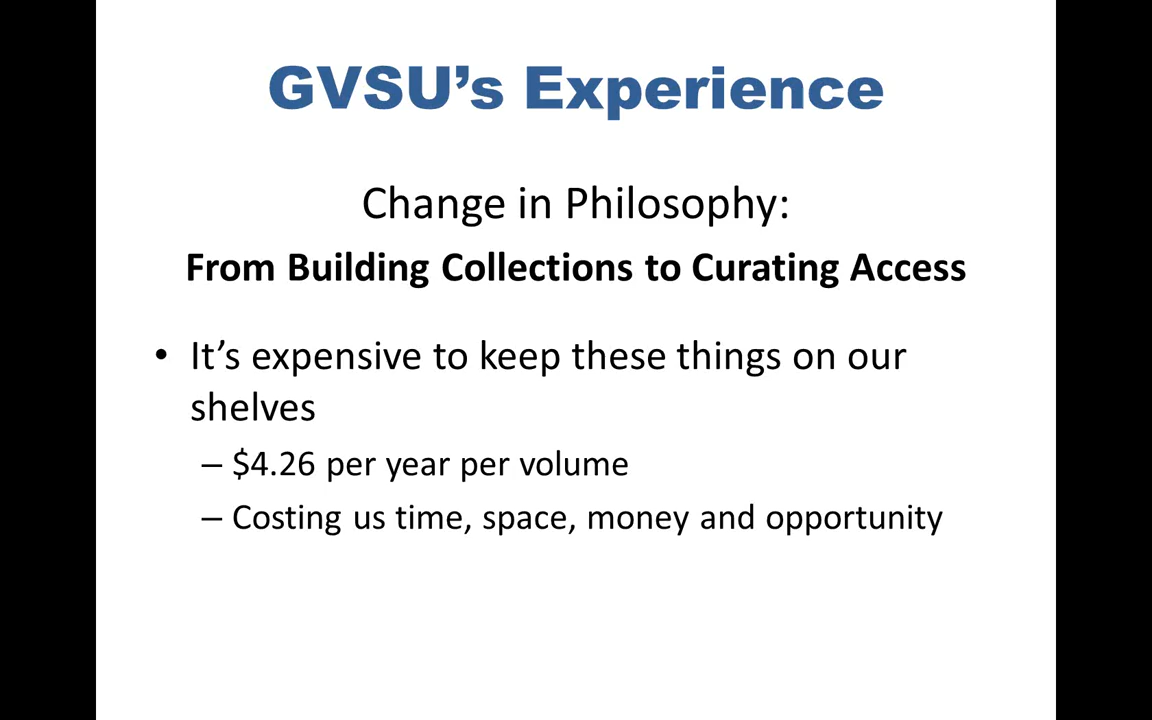 GVSU’s Experience
Change in Philosophy:
From Building Collections to Curating Access
• It’s expensive to keep these things on our
shelves
– $4.26 per year per volume
– Costing us time, space, money and opportunity